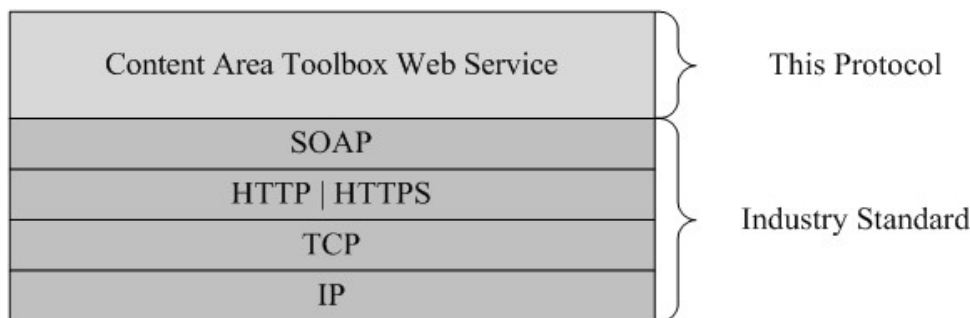 Content Area Toolbox Web Service
This Protocol
SOAP
HTTP | HTTPS
TCP
IP
Industry Standard